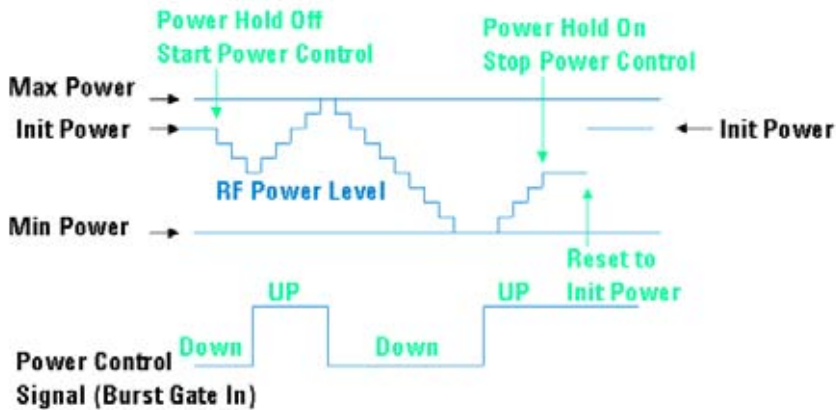 Power Hold Off
Start Power Control
Power Hold On
Stop Power Control
Max Power
Init Power
Init Power
RF Power Level
Min Power
Reset to
Init Power
UP
UP
Down
Down
Power Control
Signal (Burst Gate In)